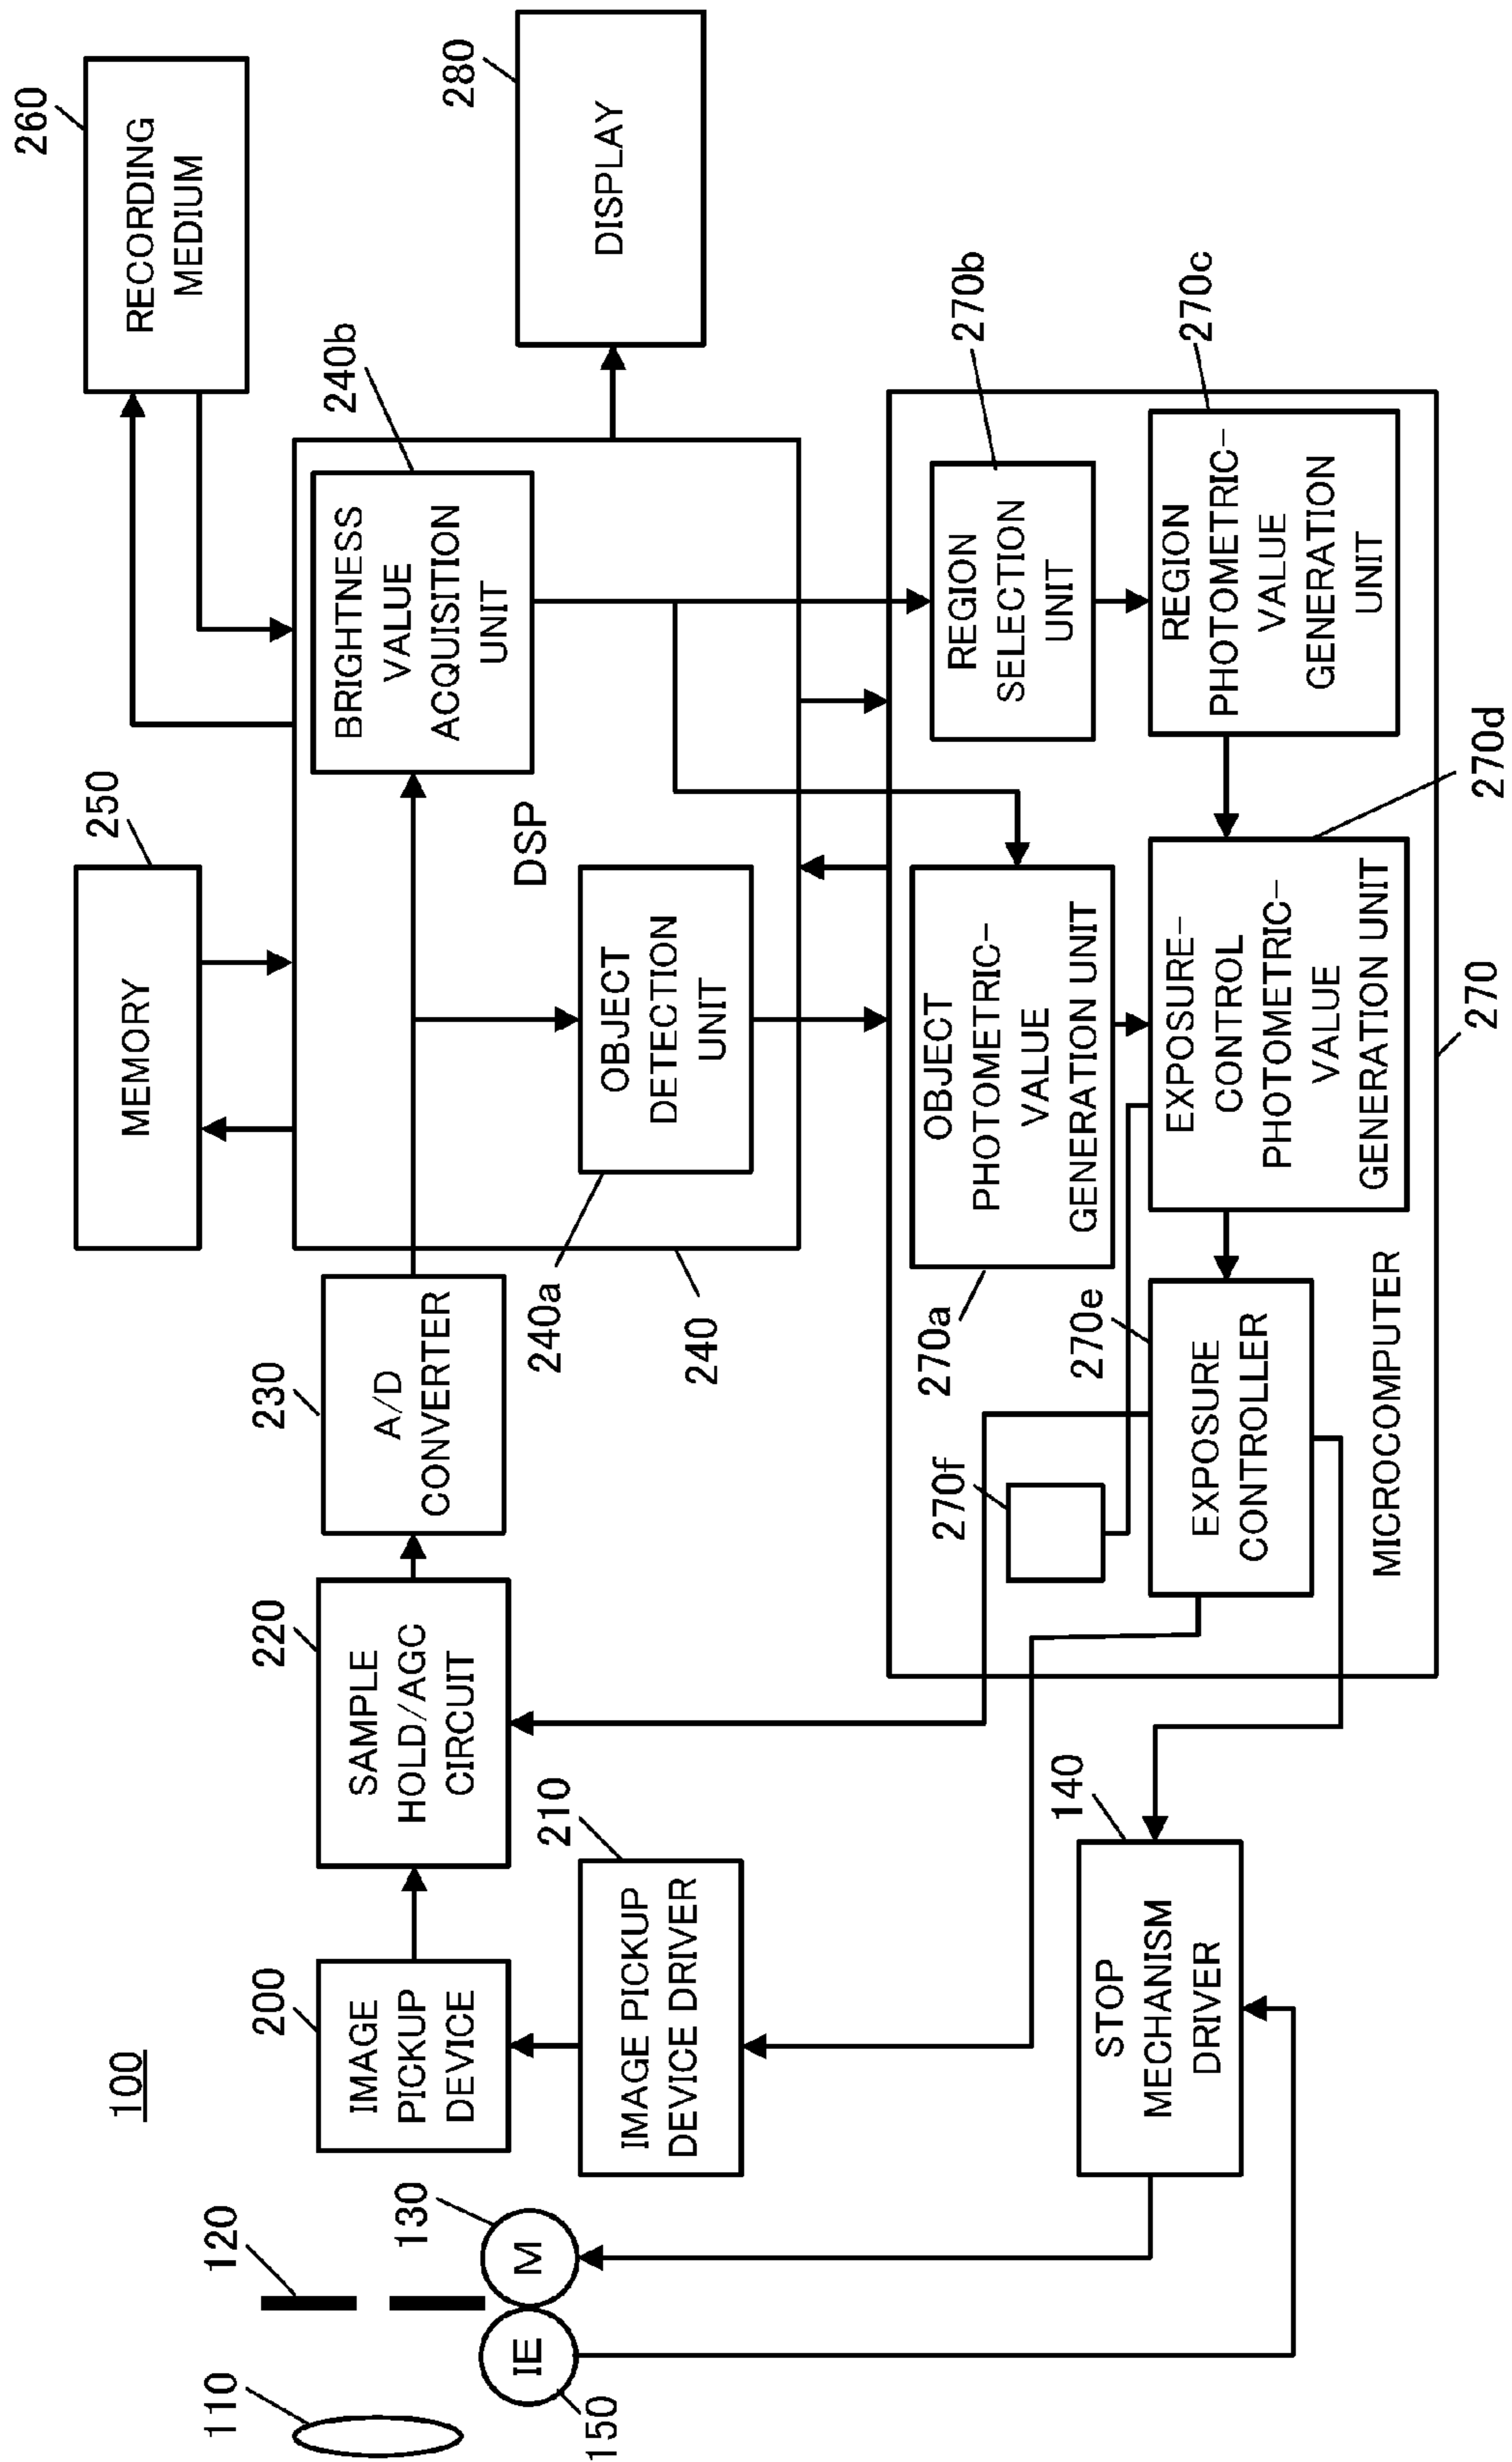 100
110
120
130
M
IE
150
200
IMAGE
PICKUP
DEVICE
210
IMAGE PICKUP
DEVICE DRIVER
140
STOP
MECHANISM
DRIVER
220
SAMPLE
HOLD/AGC
CIRCUIT
230
A/D
CONVERTER
250
MEMORY
260
RECORDING
MEDIUM
240b
BRIGHTNESS
VALUE
ACQUISITION
UNIT
DSP
OBJECT
DETECTION
UNIT
240a
240
280
DISPLAY
270b
REGION
SELECTION
UNIT
270c
REGION
PHOTOMETRIC-
VALUE
GENERATION
UNIT
OBJECT
PHOTOMETRIC-
VALUE
GENERATION UNIT
270a
270d
EXPOSURE-
CONTROL
PHOTOMETRIC-
VALUE
GENERATION UNIT
270e
EXPOSURE
CONTROLLER
270f
MICROCOMPUTER
270